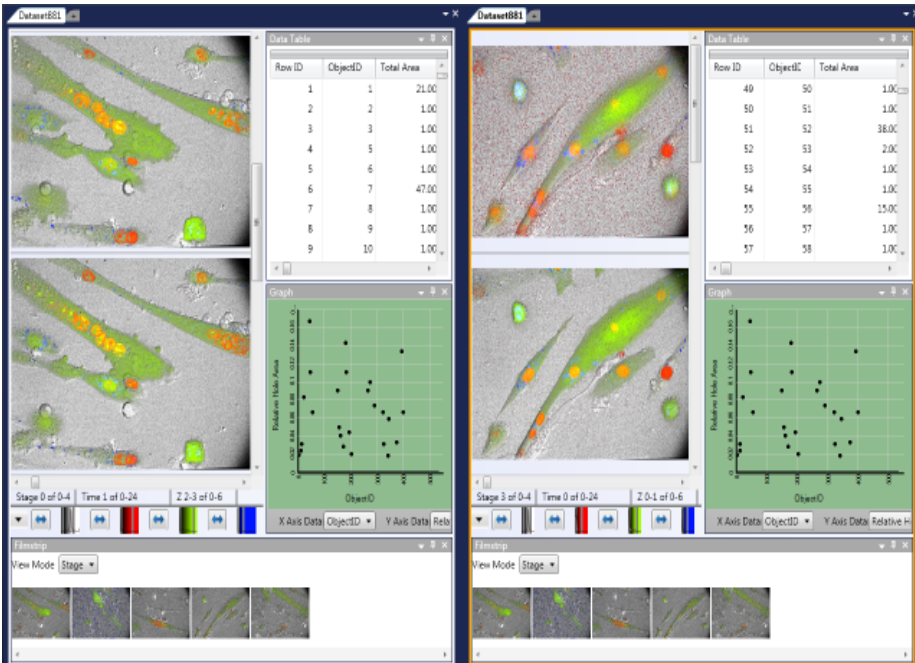 Dataset881
Data Table
Row ID ObjectID Total Area
1 1 21.00
2 2 1.00
3 3 1.00
4 5 1.00
5 6 1.00
6 7 47.00
7 8 1.00
8 9 1.00
9 10 1.00
Graph
Relative Hole Area
ObjectID
X Axis Data ObjectID Y Axis Data Rela
Stage 0 of 0-4 Time 1 of 0-24 Z 2-3 of 0-6
Filmstrip
View Mode Stage
Dataset881
Data Table
Row ID ObjectID Total Area
49 50 1.00
50 51 1.00
51 52 38.00
52 53 2.00
53 54 1.00
54 55 1.00
55 56 15.00
56 57 1.00
57 58 1.00
Graph
Relative Hole Area
ObjectID
X Axis Data ObjectID Y Axis Data Relative H
Stage 3 of 0-4 Time 0 of 0-24 Z 0-1 of 0-6
Filmstrip
View Mode Stage